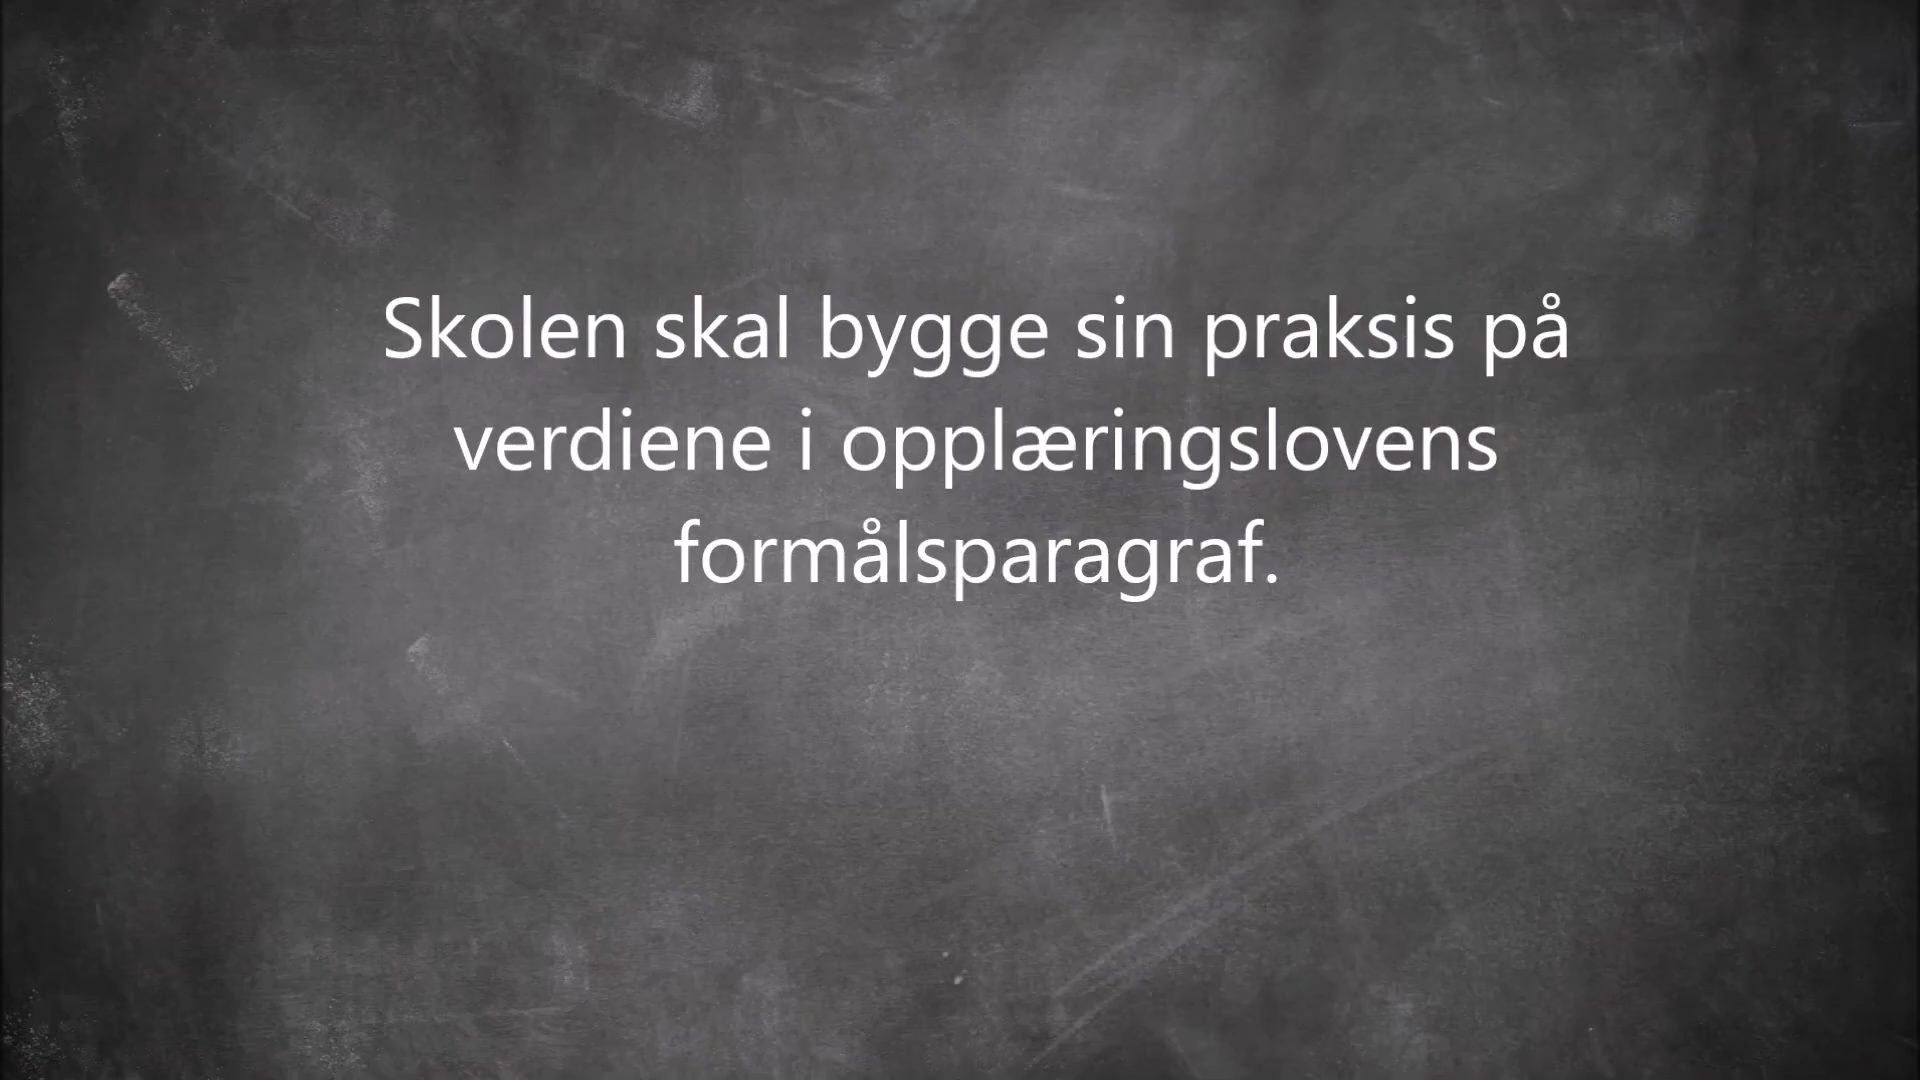 Skolen skal bygge sin praksis på
verdiene i opplæringslovens
formålsparagraf.